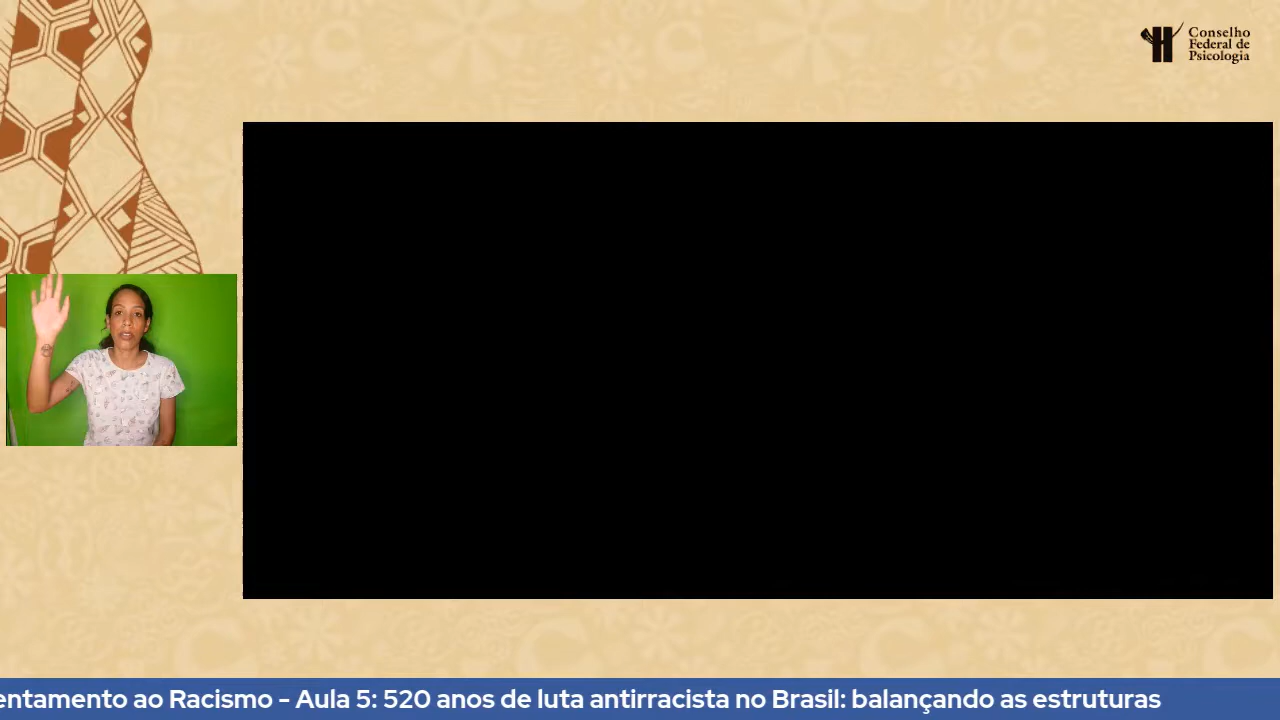 Conselho
Federal de
Psicologia
entamento ao Racismo - Aula 5: 520 anos de luta antirracista no Brasil: balançando as estruturas